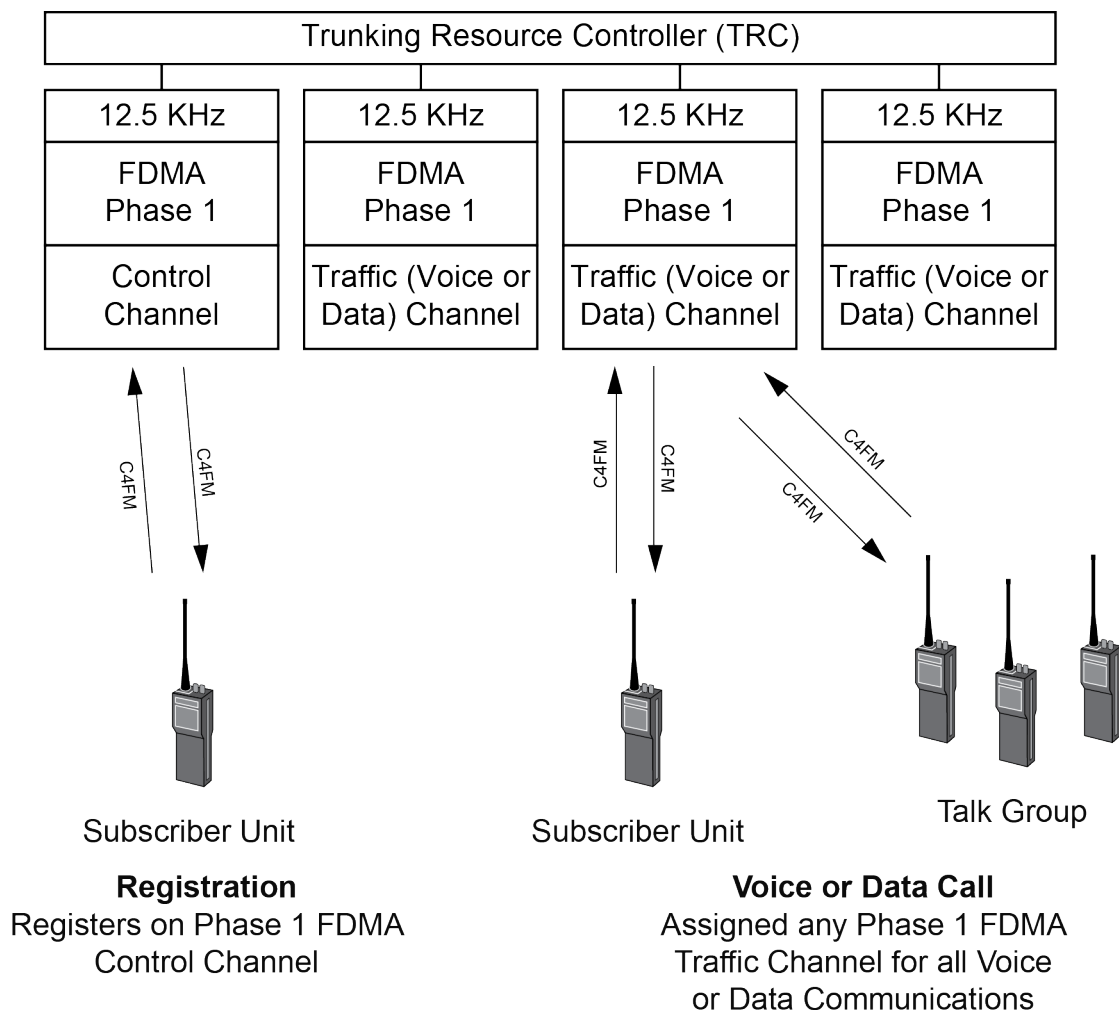 Trunking Resource Controller (TRC)
12.5 KHz
FDMA
Phase 1
Control
Channel
12.5 KHz
FDMA
Phase 1
Traffic (Voice or
Data) Channel
12.5 KHz
FDMA
Phase 1
Traffic (Voice or
Data) Channel
12.5 KHz
FDMA
Phase 1
Traffic (Voice or
Data) Channel
C4FM
C4FM
C4FM
C4FM
C4FM
C4FM
Subscriber Unit
Registration
Registers on Phase 1 FDMA
Control Channel
Subscriber Unit
Talk Group
Voice or Data Call
Assigned any Phase 1 FDMA
Traffic Channel for all Voice
or Data Communications